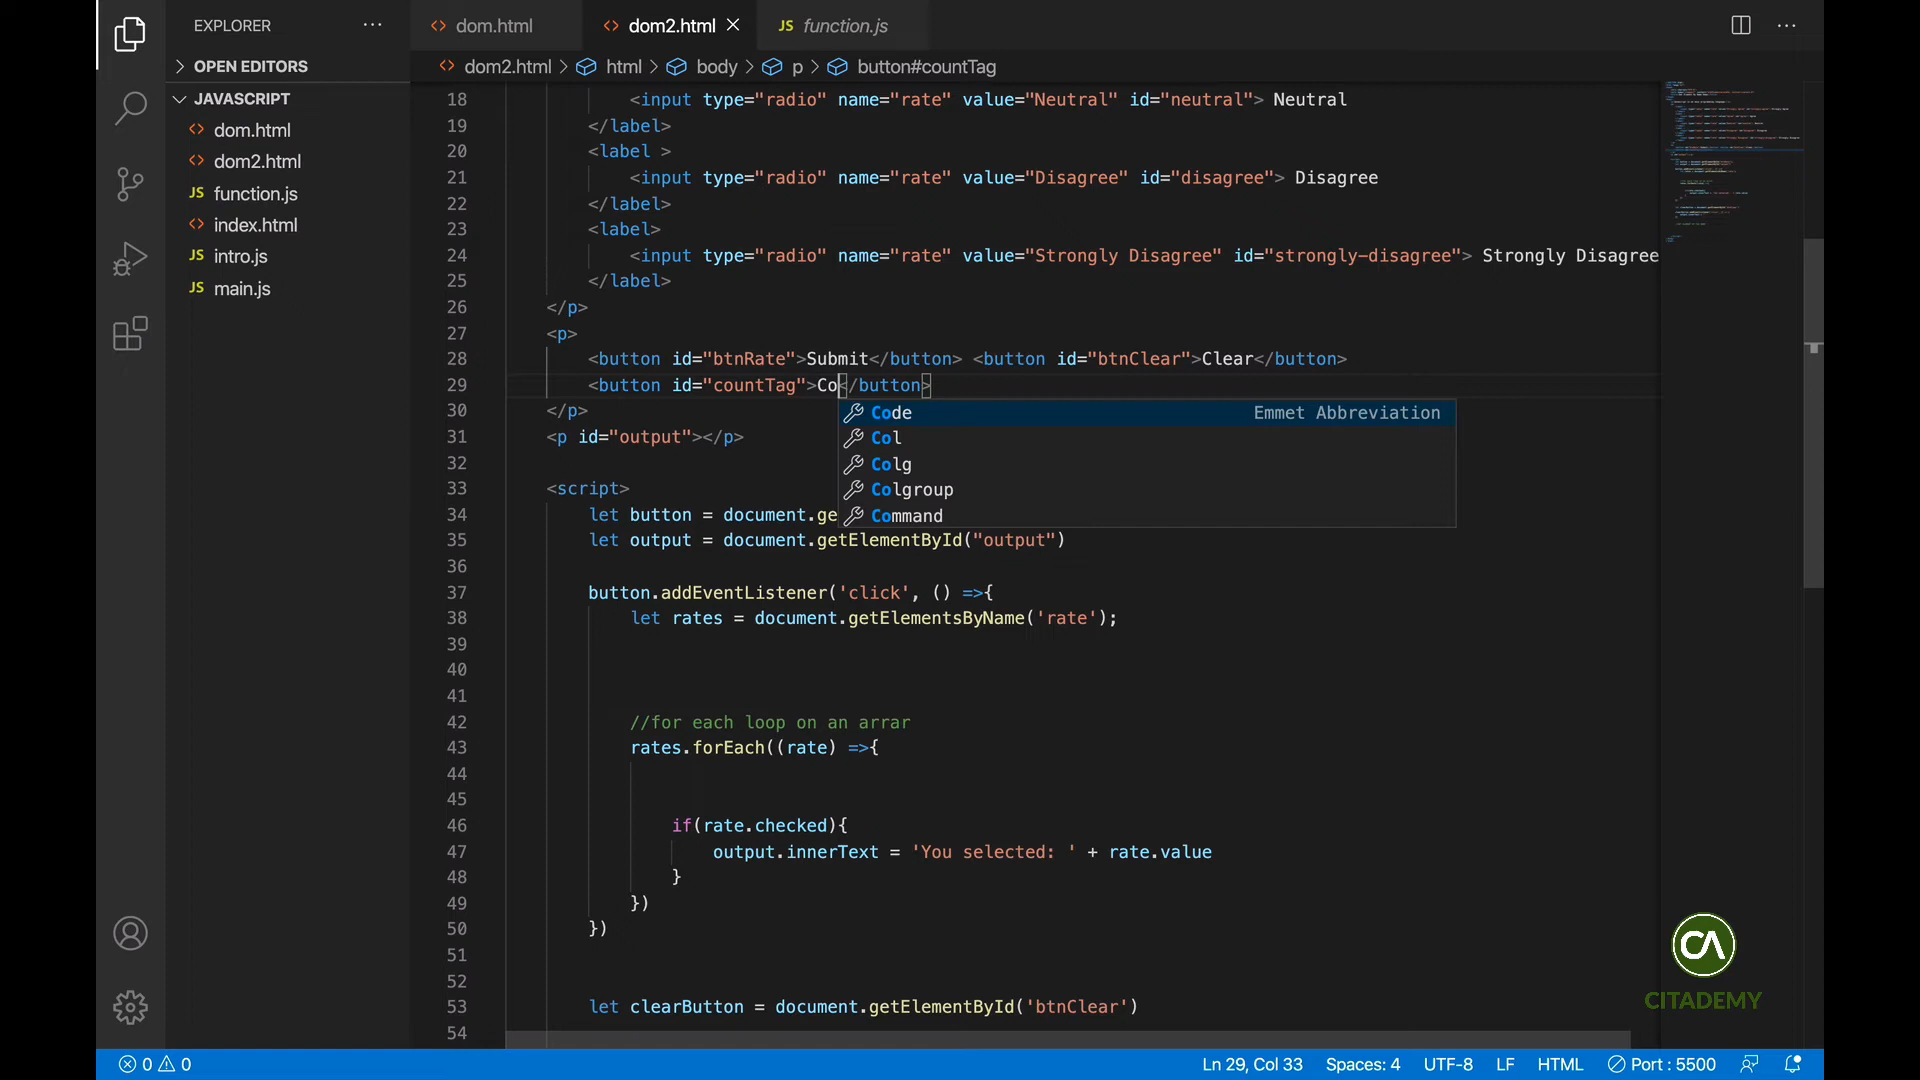 EXPLORER
dom.html
dom2.html
JS function.js
OPEN EDITORS
dom2.html > html > body > p > button#countTag
JAVASCRIPT
dom.html
dom2.html
JS function.js
index.html
JS intro.js
JS main.js
18 <input type="radio" name="rate" value="Neutral" id="neutral"> Neutral
19 </label>
20 <label >
21 <input type="radio" name="rate" value="Disagree" id="disagree"> Disagree
22 </label>
23 <label>
24 <input type="radio" name="rate" value="Strongly Disagree" id="strongly-disagree"> Strongly Disagree
25 </label>
26 </p>
27 <p>
28 <button id="btnRate">Submit</button> <button id="btnClear">Clear</button>
29 <button id="countTag">Co</button>
30 </p>
Code Emmet Abbreviation
Col
Colg
Colgroup
Command
31 <p id="output"></p>
32
33 <script>
34 let button = document.ge
35 let output = document.getElementById("output")
36
37 button.addEventListener('click', () =>{
38 let rates = document.getElementsByName('rate');
39
40
41
42 //for each loop on an arrar
43 rates.forEach((rate) =>{
44
45
46 if(rate.checked){
47 output.innerText = 'You selected: ' + rate.value
48 }
49 })
50 })
51
52
53 let clearButton = document.getElementById('btnClear')
54
CA
CITADEMY
0 0
Ln 29, Col 33
Spaces: 4
UTF-8
LF
HTML
Port : 5500